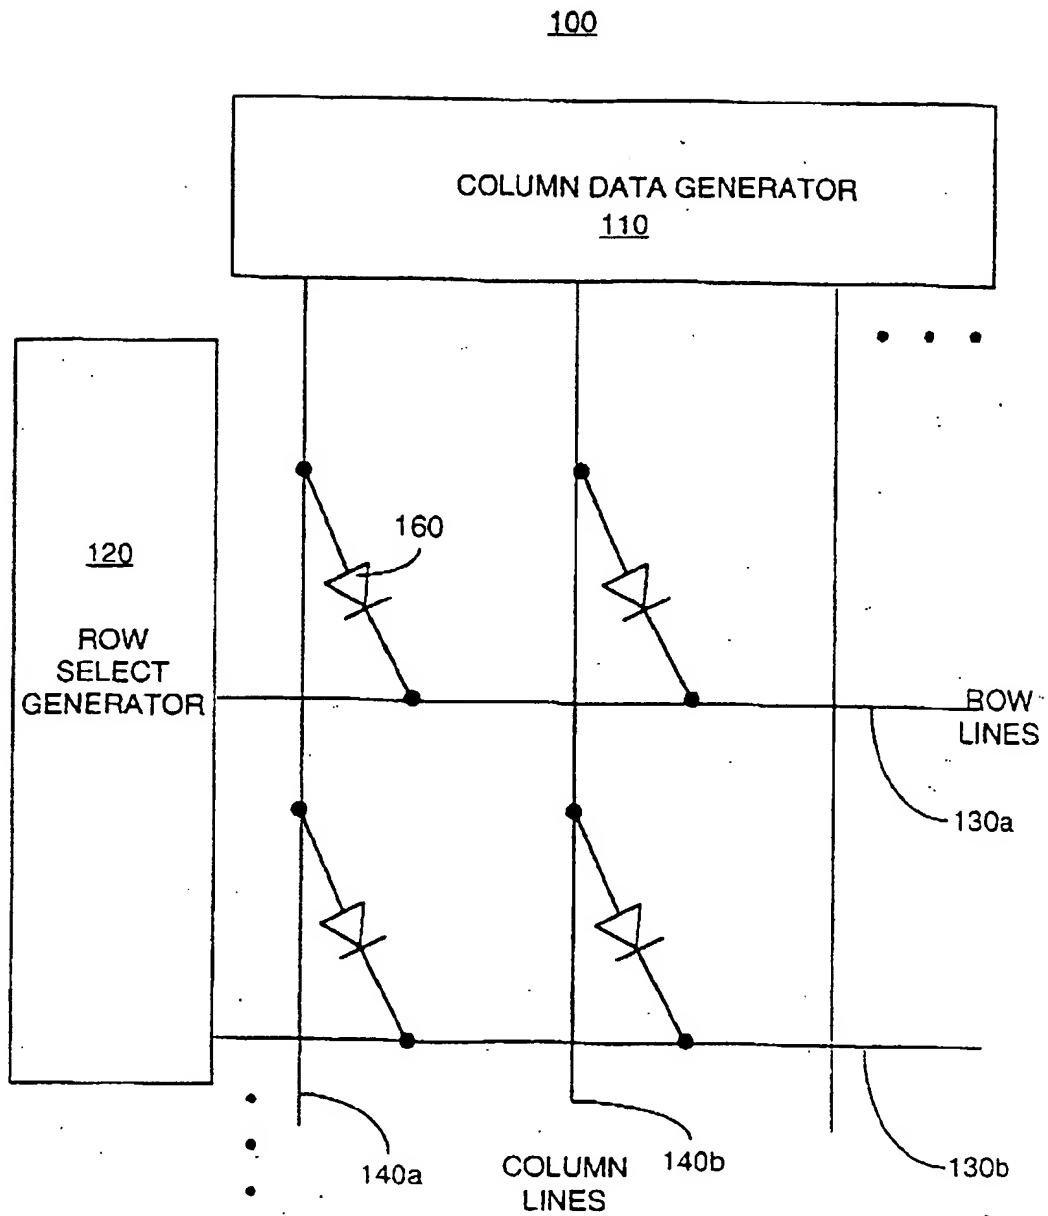 100
COLUMN DATA GENERATOR
110
160
120
ROW
SELECT
GENERATOR
ROW
LINES
130a
140a
COLUMN
LINES
140b
130b